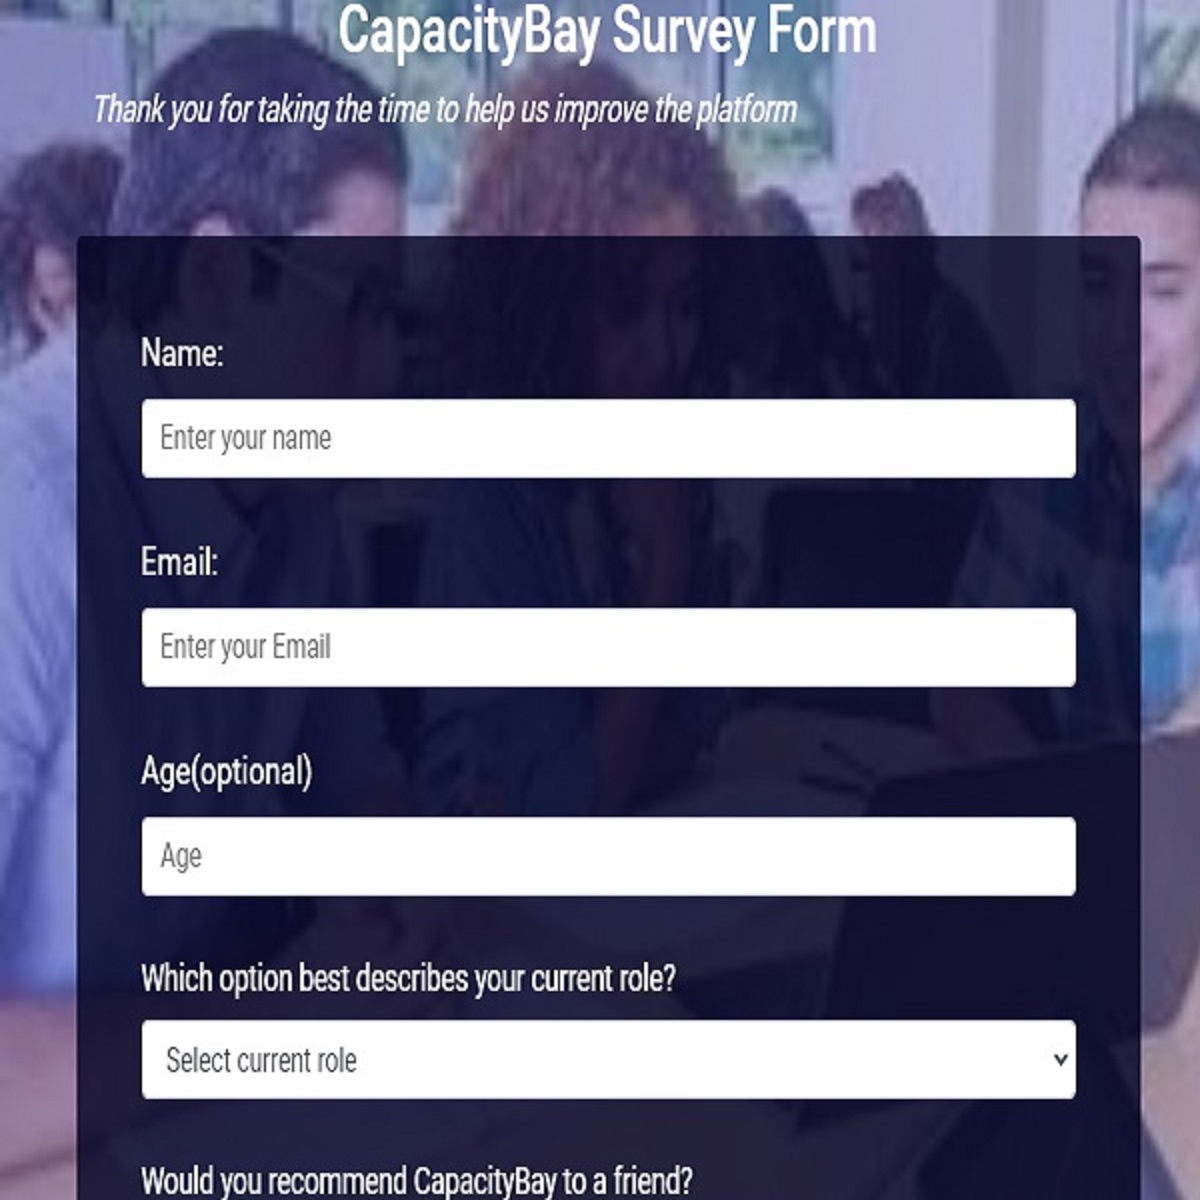 CapacityBay Survey Form
Thank you for taking the time to help us improve the platform
Name:
Enter your name
Email:
Enter your Email
Age(optional)
Age
Which option best describes your current role?
Select current role
Would you recommend CapacityBay to a friend?